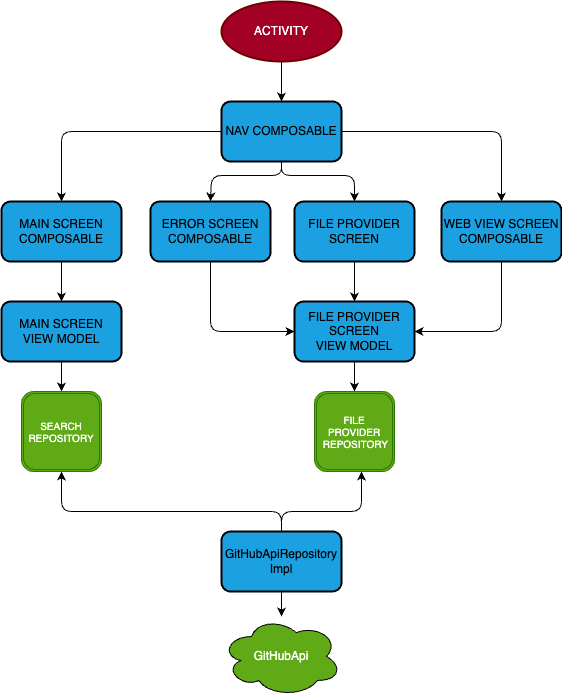 ACTIVITY
NAV COMPOSABLE
MAIN SCREEN
COMPOSABLE
ERROR SCREEN
COMPOSABLE
FILE PROVIDER
SCREEN
WEB VIEW SCREEN
COMPOSABLE
MAIN SCREEN
VIEW MODEL
FILE PROVIDER
SCREEN
VIEW MODEL
SEARCH
REPOSITORY
FILE
PROVIDER
REPOSITORY
GitHubApiRepository
Impl
GitHubApi